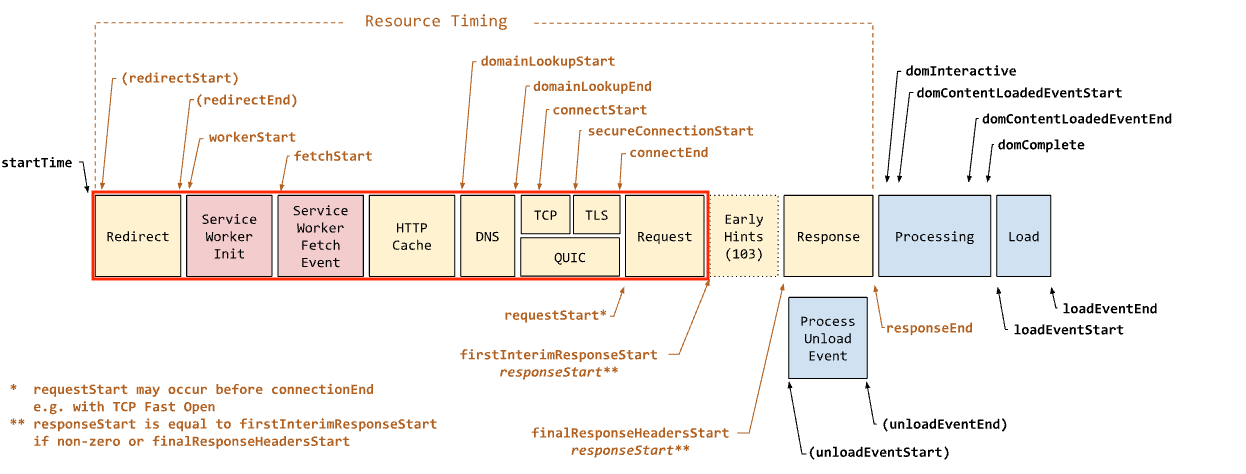 Resource Timing
(redirectStart)
(redirectEnd)
workerStart
fetchStart
domainLookupStart
domainLookupEnd
connectStart
secureConnectionStart
connectEnd
domInteractive
domContentLoadedEventStart
domContentLoadedEventEnd
domComplete
startTime
Redirect
Service
Worker
Init
Service
Worker
Fetch
Event
HTTP
Cache
DNS
TCP
TLS
QUIC
Request
Early
Hints
(103)
Response
Processing
Load
Process
Unload
Event
requestStart*
firstInterimResponseStart
responseStart**
finalResponseHeadersStart
responseStart**
responseEnd
loadEventEnd
loadEventStart
(unloadEventEnd)
(unloadEventStart)
* requestStart may occur before connectionEnd
e.g. with TCP Fast Open
** responseStart is equal to firstInterimResponseStart
if non-zero or finalResponseHeadersStart